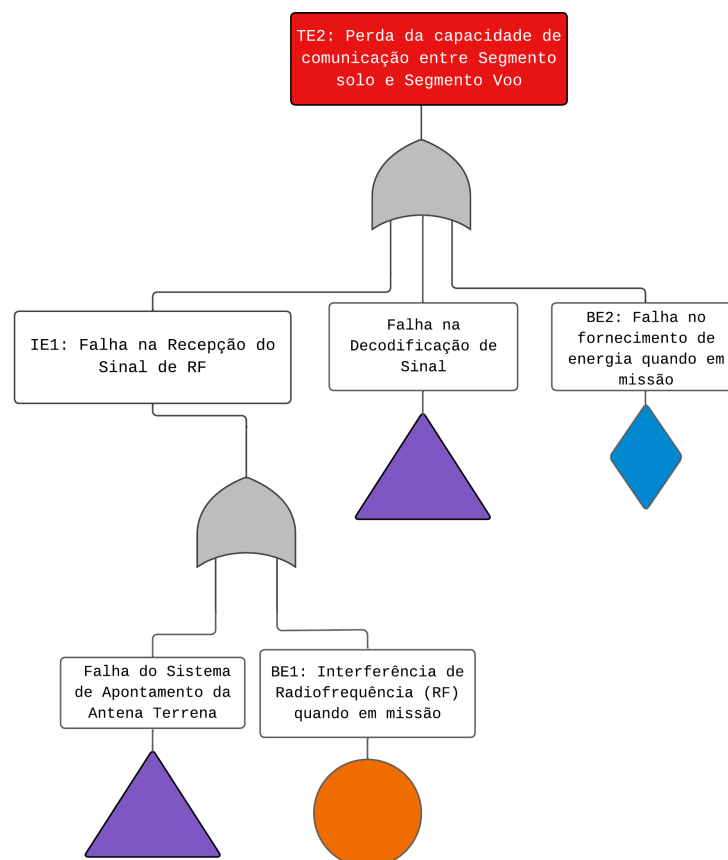 TE2: Perda da capacidade de
comunicação entre Segmento
solo e Segmento Voo
IE1: Falha na Recepção do
Sinal de RF
Falha na
Decodificação de
Sinal
BE2: Falha no
fornecimento de
energia quando em
missão
Falha do Sistema
de Apontamento da
Antena Terrena
BE1: Interferência de
Radiofrequência (RF)
quando em missão